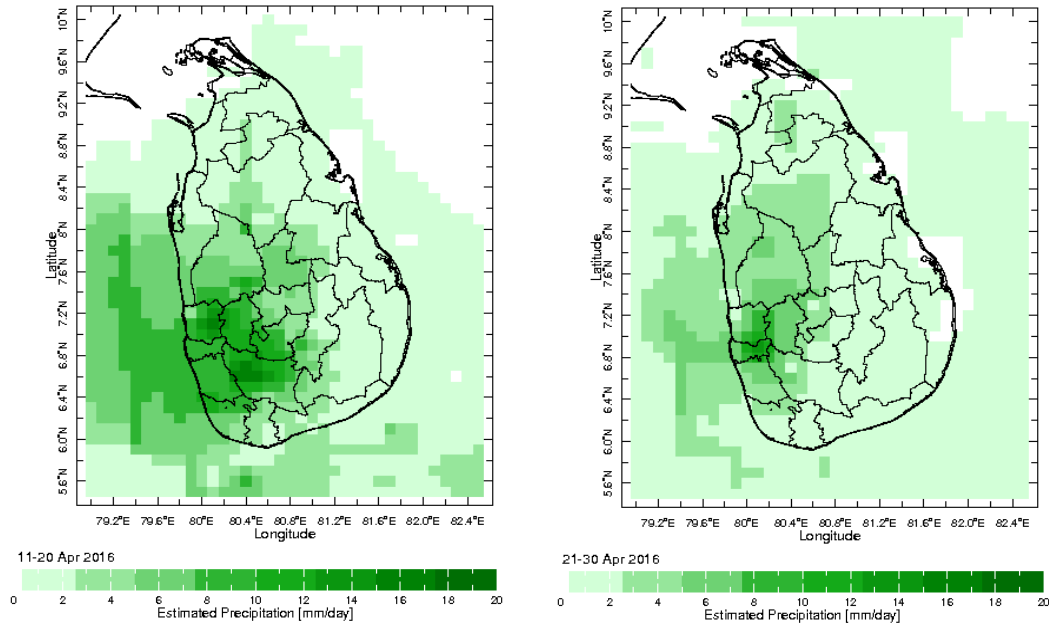 10°N
9.6°N
9.2°N
8.8°N
8.4°N
8°N
7.6°N
7.2°N
6.8°N
6.4°N
6.0°N
5.6°N
Latitude
79.2°E 79.6°E 80°E 80.4°E 80.8°E 81.2°E 81.6°E 82.0°E 82.4°E
Longitude
11-20 Apr 2016
0 2 4 6 8 10 12 14 16 18 20
Estimated Precipitation [mm/day]
10°N
9.6°N
9.2°N
8.8°N
8.4°N
8°N
7.6°N
7.2°N
6.8°N
6.4°N
6.0°N
5.6°N
Latitude
79.2°E 79.6°E 80°E 80.4°E 80.8°E 81.2°E 81.6°E 82.0°E 82.4°E
Longitude
21-30 Apr 2016
0 2 4 6 8 10 12 14 16 18 20
Estimated Precipitation [mm/day]